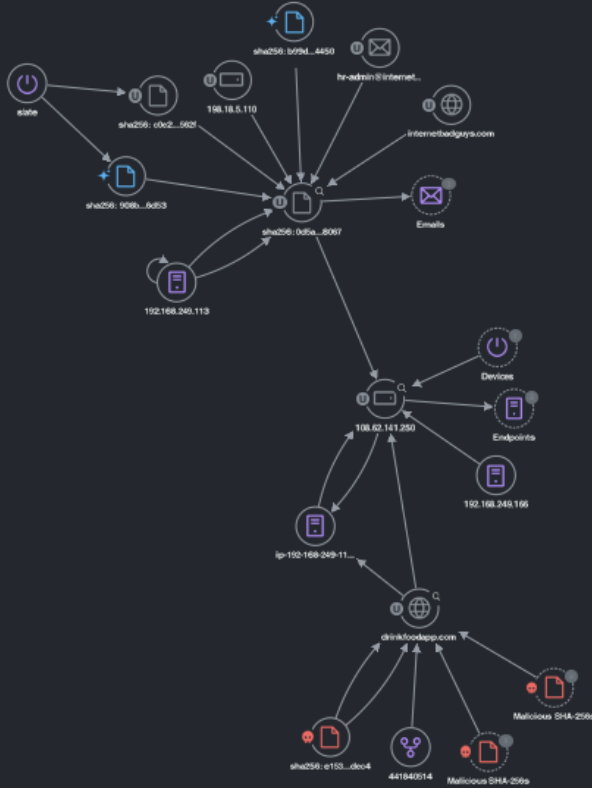 sha256: b99d...4450
hr-admin@internet...
slate
198.18.5.110
sha256: c0e2...562f
internetbadguys.com
sha256: 908b...6d53
Emails
sha256: 0d5a...8067
192.168.249.113
Devices
108.62.141.250
Endpoints
192.168.249.166
ip-192-168-249-11...
drinkfoodapp.com
Malicious SHA-256s
sha256: e153...dec4
441840514
Malicious SHA-256s